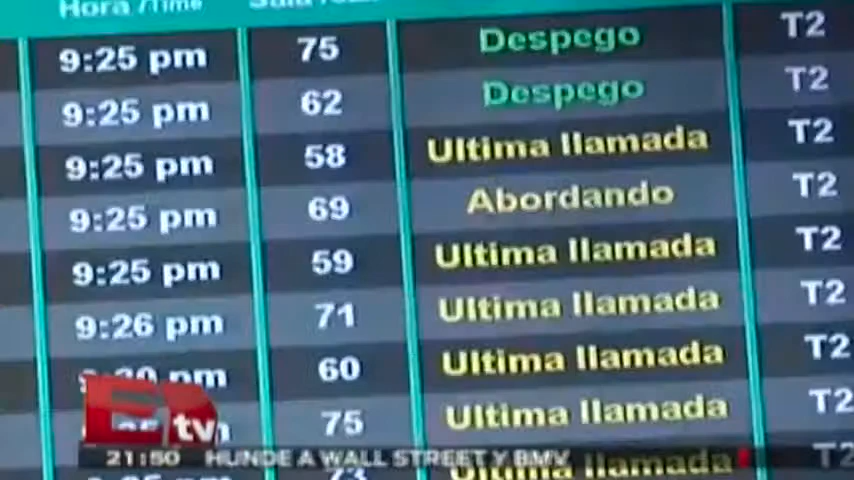 Hora /Time
9:25 pm 75 Despego T2
9:25 pm 62 Despego T2
9:25 pm 58 Ultima llamada T2
9:25 pm 69 Abordando T2
9:25 pm 59 Ultima llamada T2
9:26 pm 71 Ultima llamada T2
pm 60 Ultima llamada T2
75 Ultima llamada T2
73 Ultima llamada
tv
21:50 HUNDE A WALL STREET Y BMV